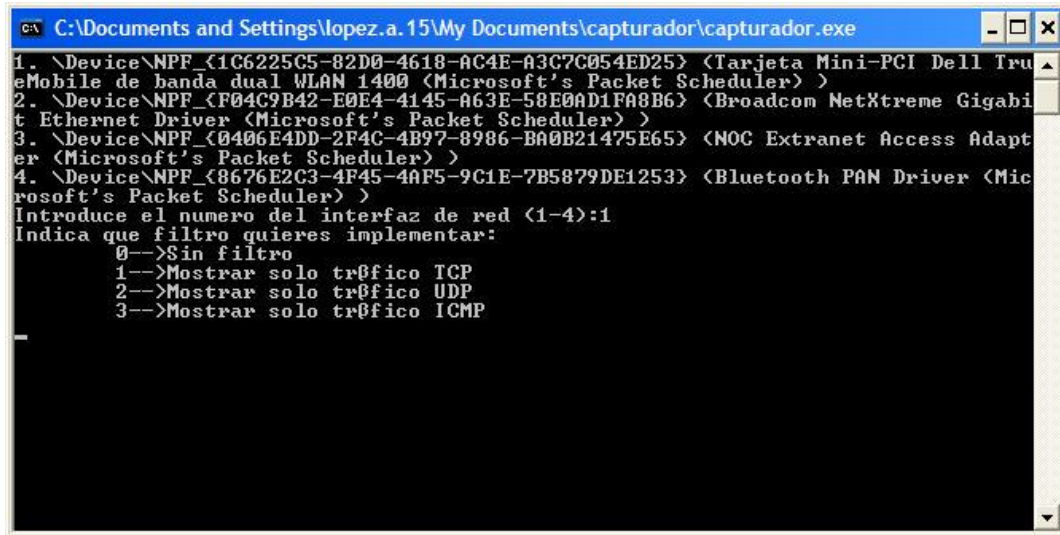 C:\Documents and Settings\lopez.a.15\My Documents\capturador\capturador.exe
1. \Device\NPF_{1C6225C5-82D0-4618-AC4E-A3C7C054ED25} (Tarjeta Mini-PCI Dell Tru
eMobile de banda dual WLAN 1400 (Microsoft's Packet Scheduler) )
2. \Device\NPF_{F04C9B42-E0E4-4145-A63E-58E0AD1FA8B6} (Broadcom NetXtreme Gigabi
t Ethernet Driver (Microsoft's Packet Scheduler) )
3. \Device\NPF_{0406E4DD-2F4C-4B97-8986-BA0B21475E65} (NOC Extranet Access Adapt
er (Microsoft's Packet Scheduler) )
4. \Device\NPF_{8676E2C3-4F45-4AF5-9C1E-7B5879DE1253} (Bluetooth PAN Driver (Mic
rosoft's Packet Scheduler) )
Introduce el numero del interfaz de red (1-4):1
Indica que filtro quieres implementar:
0-->Sin filtro
1-->Mostrar solo trßfico TCP
2-->Mostrar solo trßfico UDP
3-->Mostrar solo trßfico ICMP